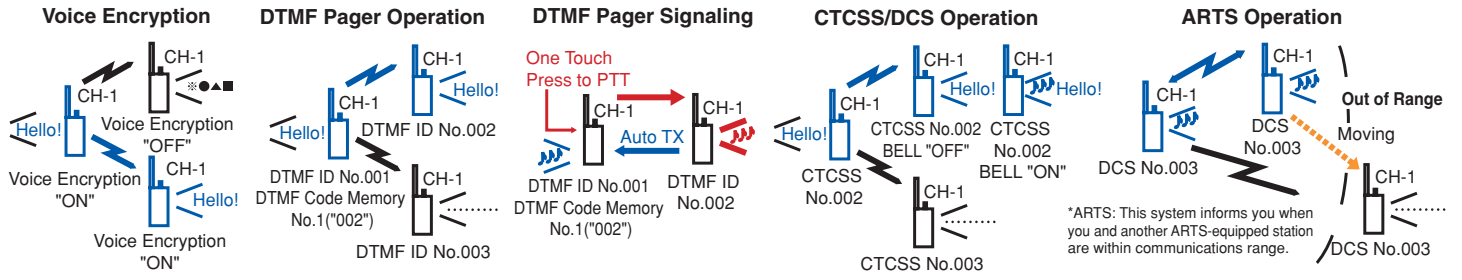 Voice Encryption
CH-1
※●▲■
CH-1
Hello!
Voice Encryption
"OFF"
Voice Encryption
"ON"
CH-1
Hello!
Voice Encryption
"ON"
DTMF Pager Operation
CH-1
Hello!
DTMF ID No.002
CH-1
Hello!
DTMF ID No.001
DTMF Code Memory
No.1("002")
CH-1
.........
DTMF ID No.003
DTMF Pager Signaling
One Touch
Press to PTT
CH-1
CH-1
Auto TX
DTMF ID No.001
DTMF Code Memory
No.1("002")
DTMF ID
No.002
CTCSS/DCS Operation
CH-1
Hello!
CTCSS No.002
BELL "OFF"
CH-1
Hello!
CTCSS
No.002
BELL "ON"
CH-1
Hello!
CTCSS
No.002
CH-1
.........
CTCSS No.003
ARTS Operation
CH-1
DCS
No.003
CH-1
DCS No.003
Out of Range
Moving
CH-1
.........
DCS No.003
*ARTS: This system informs you when
you and another ARTS-equipped station
are within communications range.